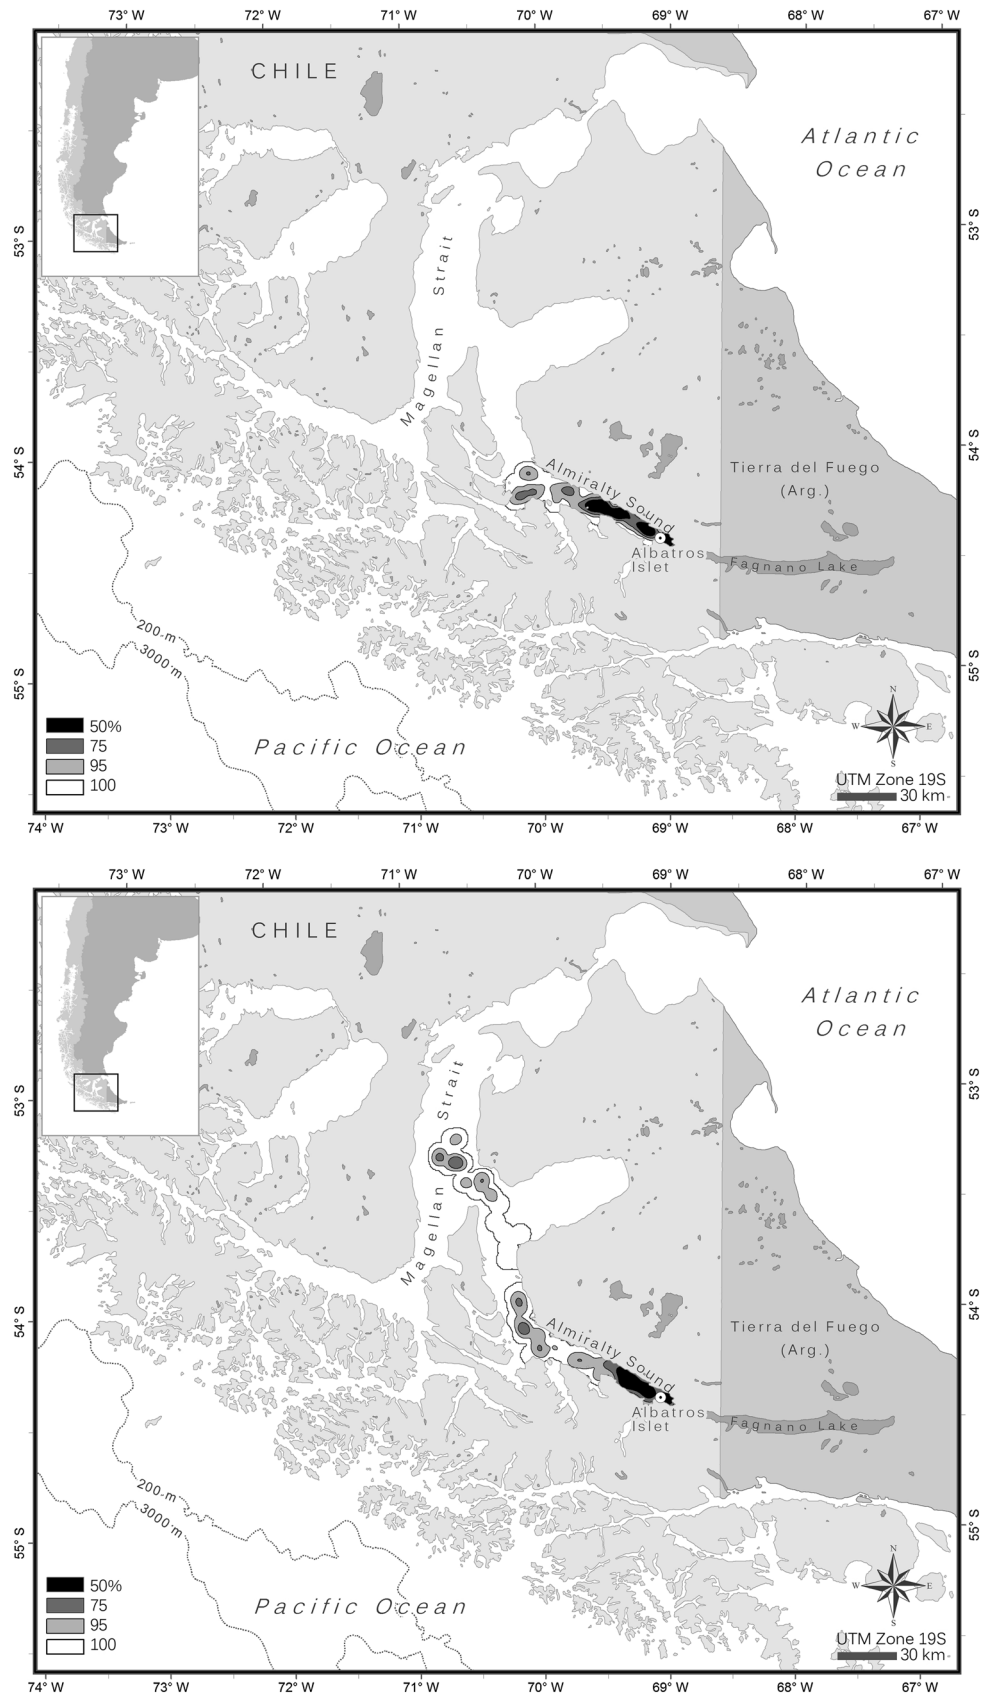 73° W 72° W 71° W 70° W 69° W 68° W 67° W
CHILE
Atlantic
Ocean
53° S
53° S
Magellan Strait
54° S
54° S
Almiralty Sound
Tierra del Fuego
(Arg.)
Albatros
Islet
Fagnano Lake
200 m
3000 m
55° S
55° S
N
W E
S
50%
75
95
100
Pacific Ocean
UTM Zone 19S
30 km
74° W 73° W 72° W 71° W 70° W 69° W 68° W 67° W
73° W 72° W 71° W 70° W 69° W 68° W 67° W
CHILE
Atlantic
Ocean
53° S
53° S
Magellan Strait
54° S
54° S
Almiralty Sound
Tierra del Fuego
(Arg.)
Albatros
Islet
Fagnano Lake
200 m
3000 m
55° S
55° S
N
W E
S
50%
75
95
100
Pacific Ocean
UTM Zone 19S
30 km
74° W 73° W 72° W 71° W 70° W 69° W 68° W 67° W